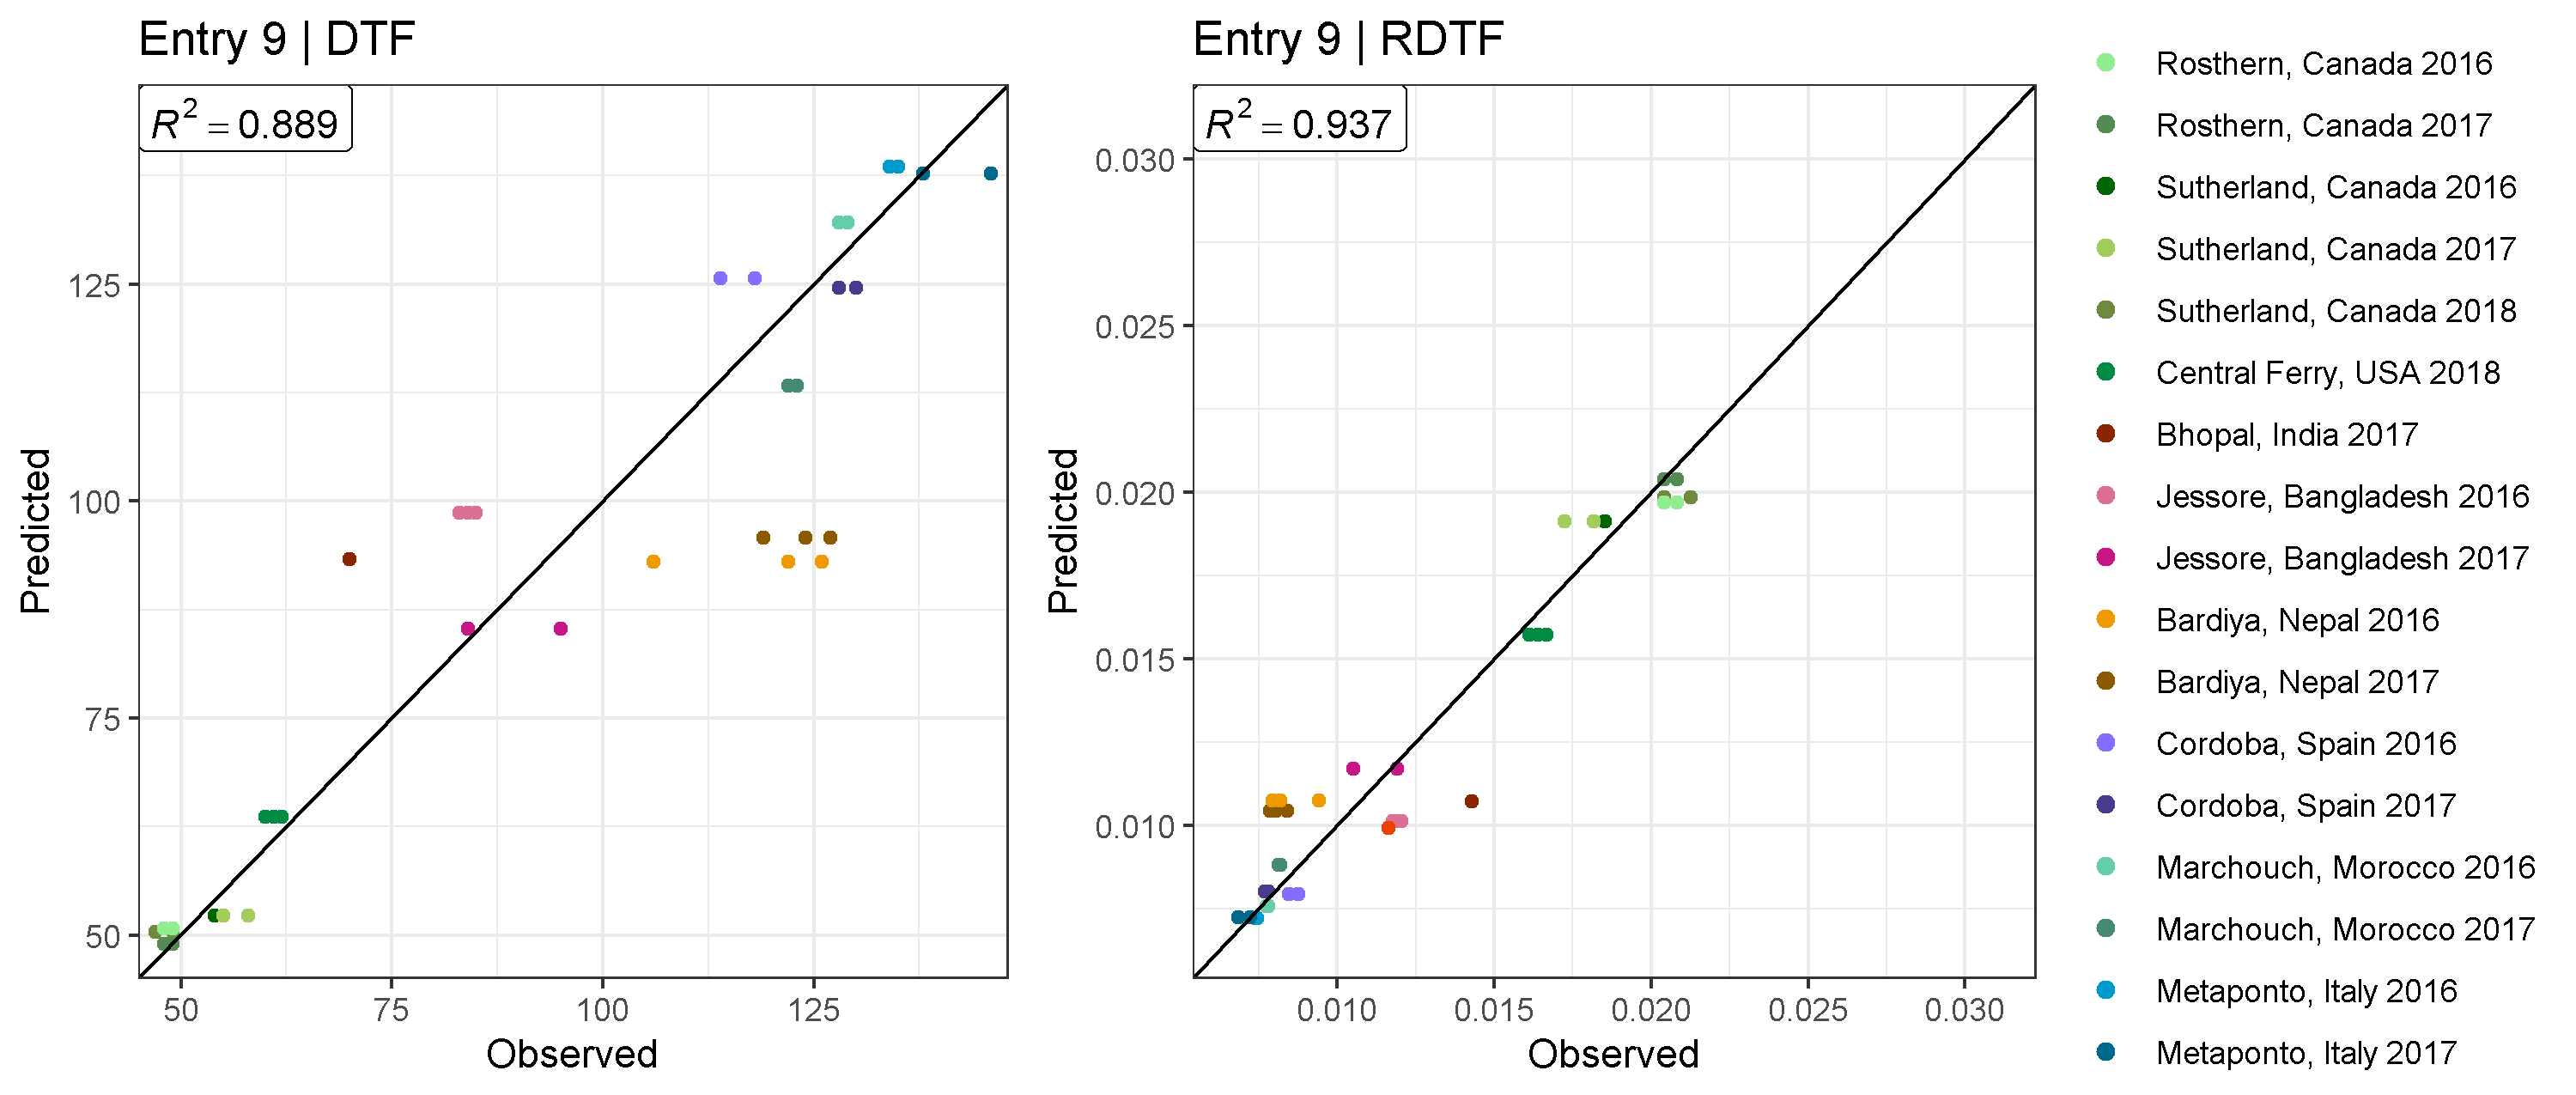 Entry 9 | DTF
R² = 0.889
125
100
75
50
50 75 100 125
Observed
Predicted
Entry 9 | RDTF
R² = 0.937
0.030
0.025
0.020
0.015
0.010
0.010 0.015 0.020 0.025 0.030
Observed
Predicted
Rosthern, Canada 2016
Rosthern, Canada 2017
Sutherland, Canada 2016
Sutherland, Canada 2017
Sutherland, Canada 2018
Central Ferry, USA 2018
Bhopal, India 2017
Jessore, Bangladesh 2016
Jessore, Bangladesh 2017
Bardiya, Nepal 2016
Bardiya, Nepal 2017
Cordoba, Spain 2016
Cordoba, Spain 2017
Marchouch, Morocco 2016
Marchouch, Morocco 2017
Metaponto, Italy 2016
Metaponto, Italy 2017